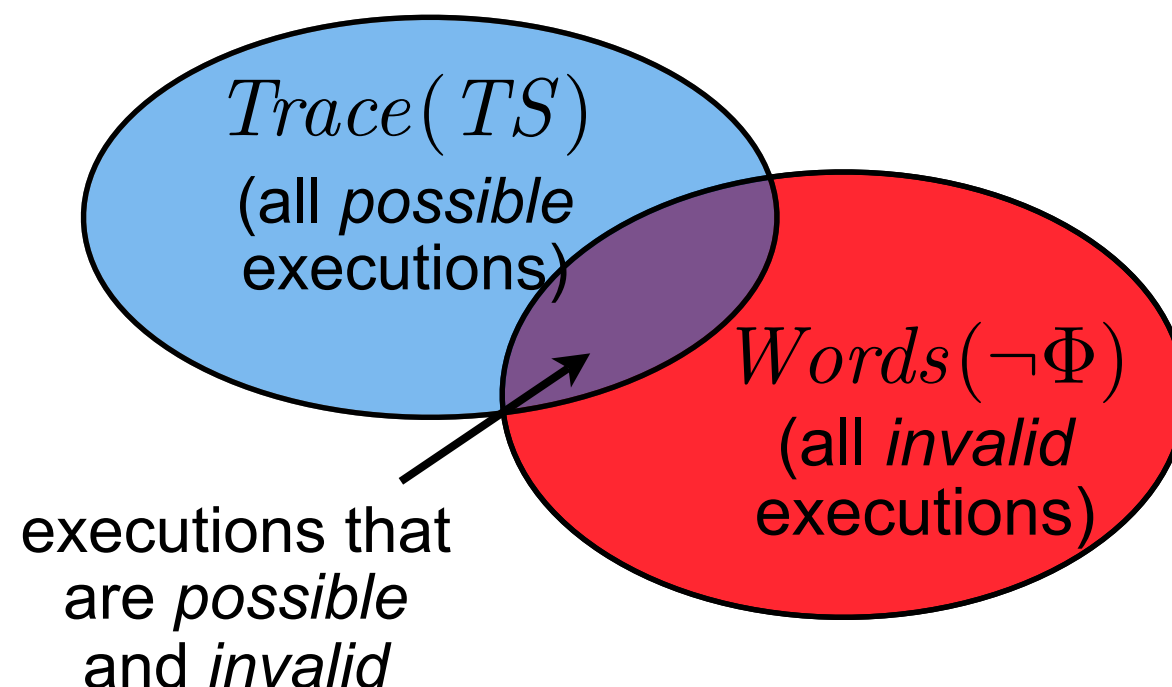 Trace(TS)
(all possible
executions)
Words(¬Φ)
(all invalid
executions)
executions that
are possible
and invalid